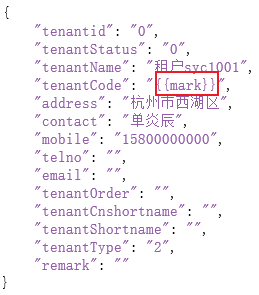 {
"tenantid": "0",
"tenantStatus": "0",
"tenantName": "租户syc1001",
"tenantCode": "{{mark}}",
"address": "杭州市西湖区",
"contact": "单炎辰",
"mobile": "15800000000",
"telno": "",
"email": "",
"tenantOrder": "",
"tenantCnshortname": "",
"tenantShortname": "",
"tenantType": "2",
"remark": ""
}